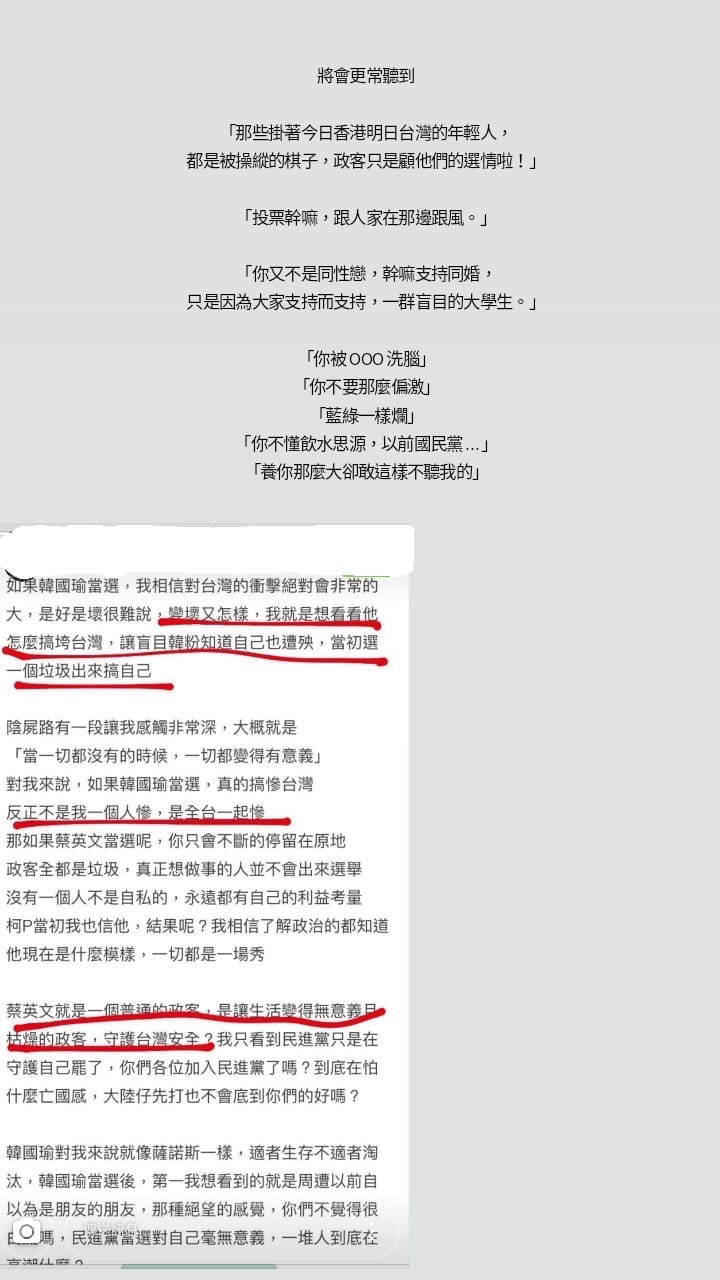 將會更常聽到
「那些掛著今日香港明日台灣的年輕人，
都是被操縱的棋子，政客只是顧他們的選情啦！」
「投票幹嘛，跟人家在那邊跟風。」
「你又不是同性戀，幹嘛支持同婚，
只是因為大家支持而支持，一群盲目的大學生。」
「你被OOO洗腦」
「你不要那麼偏激」
「藍綠一樣爛」
「你不懂飲水思源，以前國民黨...」
「養你那麼大卻敢這樣不聽我的」
如果韓國瑜當選，我相信對台灣的衝擊絕對會非常的
大，是好是壞很難說，變壞又怎樣，我就是想看看他
怎麼搞垮台灣，讓盲目韓粉知道自己也遭殃，當初選
一個垃圾出來搞自己
陰屍路有一段讓我感觸非常深，大概就是
「當一切都沒有的時候，一切都變得有意義」
對我來說，如果韓國瑜當選，真的搞慘台灣
反正不是我一個人慘，是全台一起慘
那如果蔡英文當選呢，你只會不斷的停留在原地
政客全都是垃圾，真正想做事的人並不會出來選舉
沒有一個人不是自私的，永遠都有自己的利益考量
柯P當初我也信他，結果呢？我相信了解政治的都知道
他現在是什麼模樣，一切都是一場秀
蔡英文就是一個普通的政客，是讓生活變得無意義且
枯燥的政客，守護台灣安全？我只看到民進黨只是在
守護自己罷了，你們各位加入民進黨了嗎？到底在怕
什麼亡國感，大陸仔先打也不會底到你們的好嗎？
韓國瑜對我來說就像薩諾斯一樣，適者生存不適者淘
汰，韓國瑜當選後，第一我想看到的就是周遭以前自
以為是朋友的朋友，那種絕望的感覺，你們不覺得很
嗎，民進黨當選對自己毫無意義，一堆人到底在
高潮什麼？